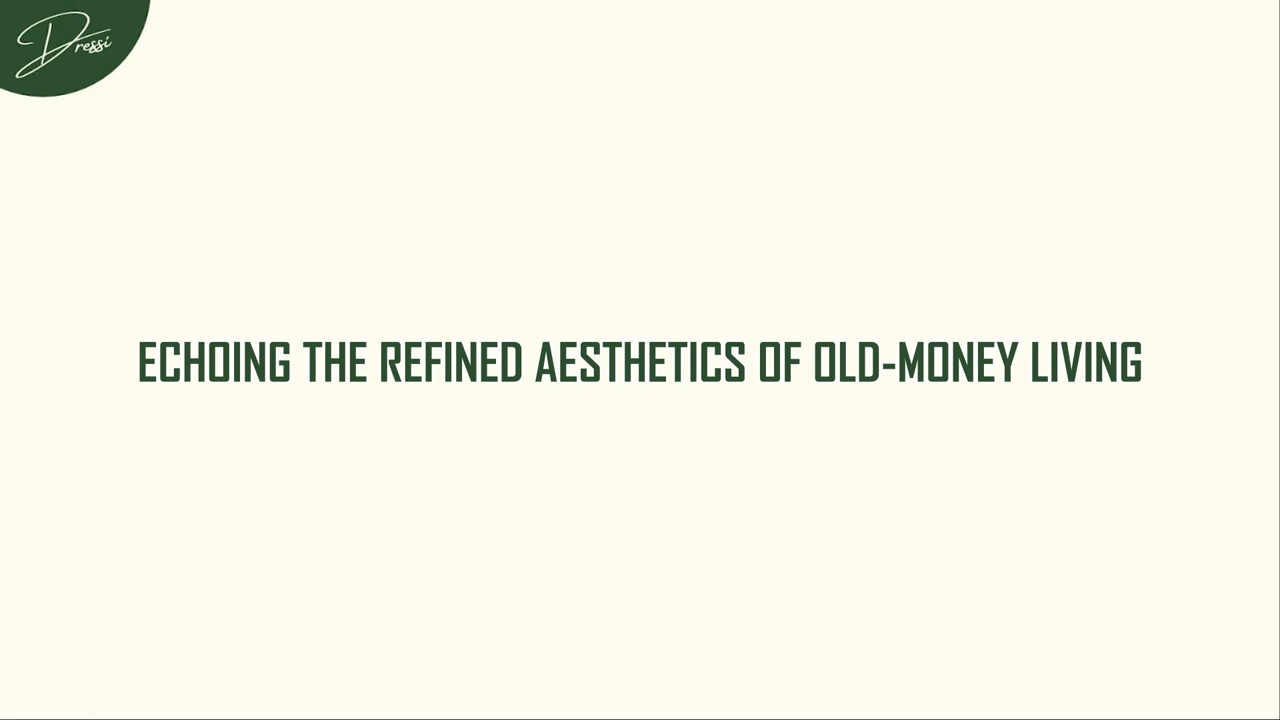 Dressi
ECHOING THE REFINED AESTHETICS OF OLD-MONEY LIVING